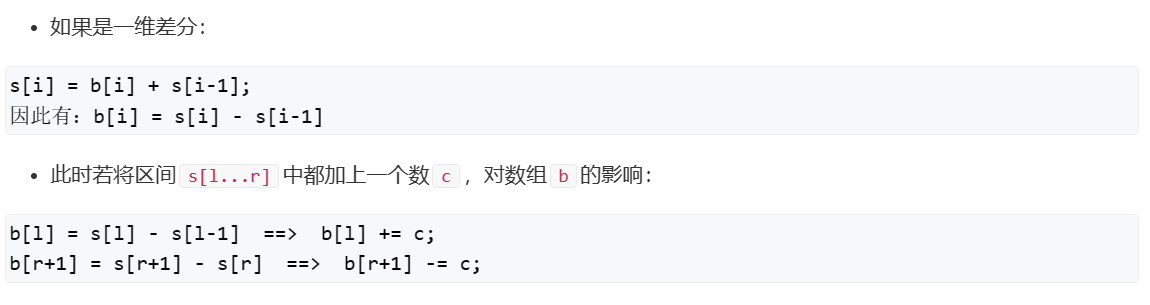 如果是一维差分：
s[i] = b[i] + s[i-1];
因此有：b[i] = s[i] - s[i-1]
此时若将区间 s[l...r] 中都加上一个数 c ，对数组 b 的影响：
b[l] = s[l] - s[l-1]  ==>  b[l] += c;
b[r+1] = s[r+1] - s[r]  ==>  b[r+1] -= c;